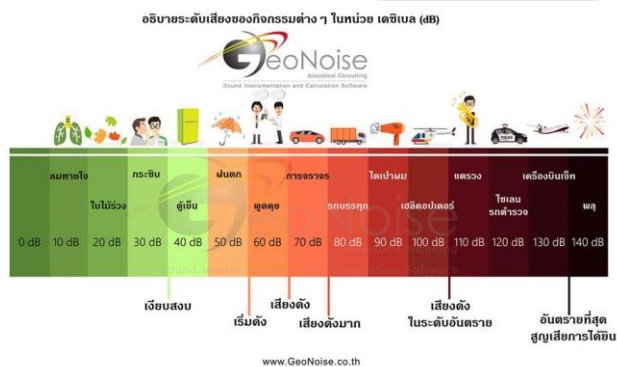 อธิบายระดับเสียงของกิจกรรมต่าง ๆ ในหน่วย เดซิเบล (dB)
GeoNoise
Acoustical Consulting
Sound Instrumentation and Calculation Software
ลมหายใจ
ใบไม้ร่วง
กระซิบ
ตู้เย็น
ฝนตก
พูดคุย
การจราจร
รถบรรทุก
ไดเป่าผม
เฮลิคอปเตอร์
แตรวง
ไซเลน
รถตำรวจ
เครื่องบินเจ็ท
พลุ
0 dB 10 dB 20 dB 30 dB 40 dB 50 dB 60 dB 70 dB 80 dB 90 dB 100 dB 110 dB 120 dB 130 dB 140 dB
เงียบสงบ
เริ่มดัง
เสียงดัง
เสียงดังมาก
เสียงดัง
ในระดับอันตราย
อันตรายที่สุด
สูญเสียการได้ยิน
www.GeoNoise.co.th